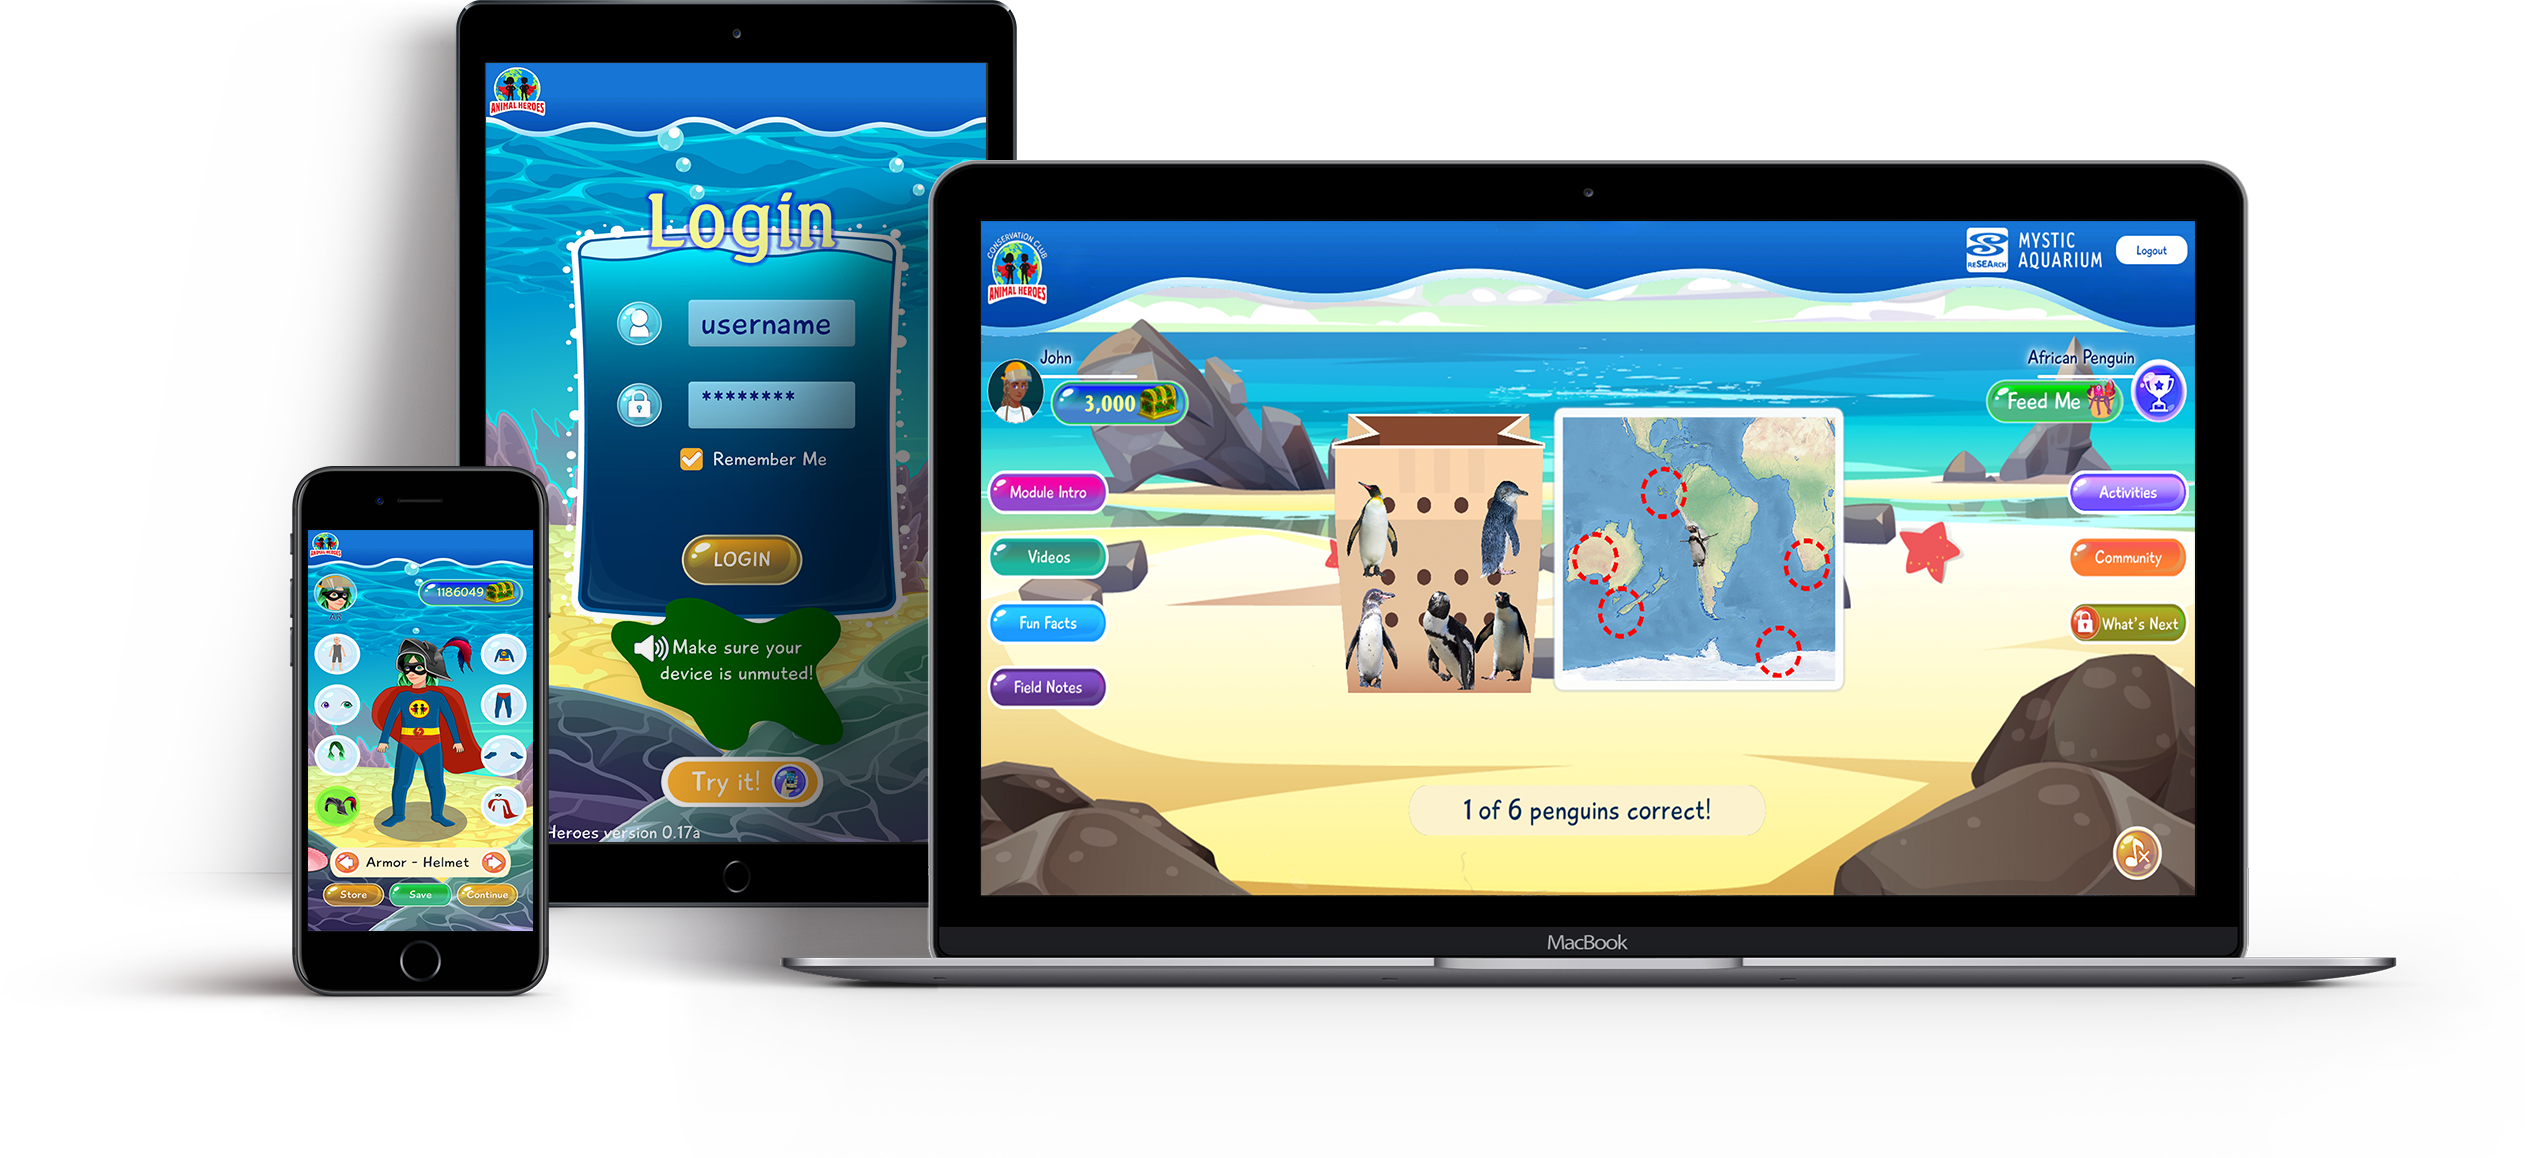 ANIMAL HEROES
Login
username
********
Remember Me
LOGIN
Make sure your
device is unmuted!
Try it!
Heroes version 0.17a
ANIMAL HEROES
1186049
Armor - Helmet
Store
Save
Continue
CONSERVATION CLUB
ANIMAL HEROES
reSEArch
MYSTIC
AQUARIUM
Logout
John
3,000
African Penguin
Feed Me
Module Intro
Videos
Fun Facts
Field Notes
Activities
Community
What's Next
1 of 6 penguins correct!
MacBook